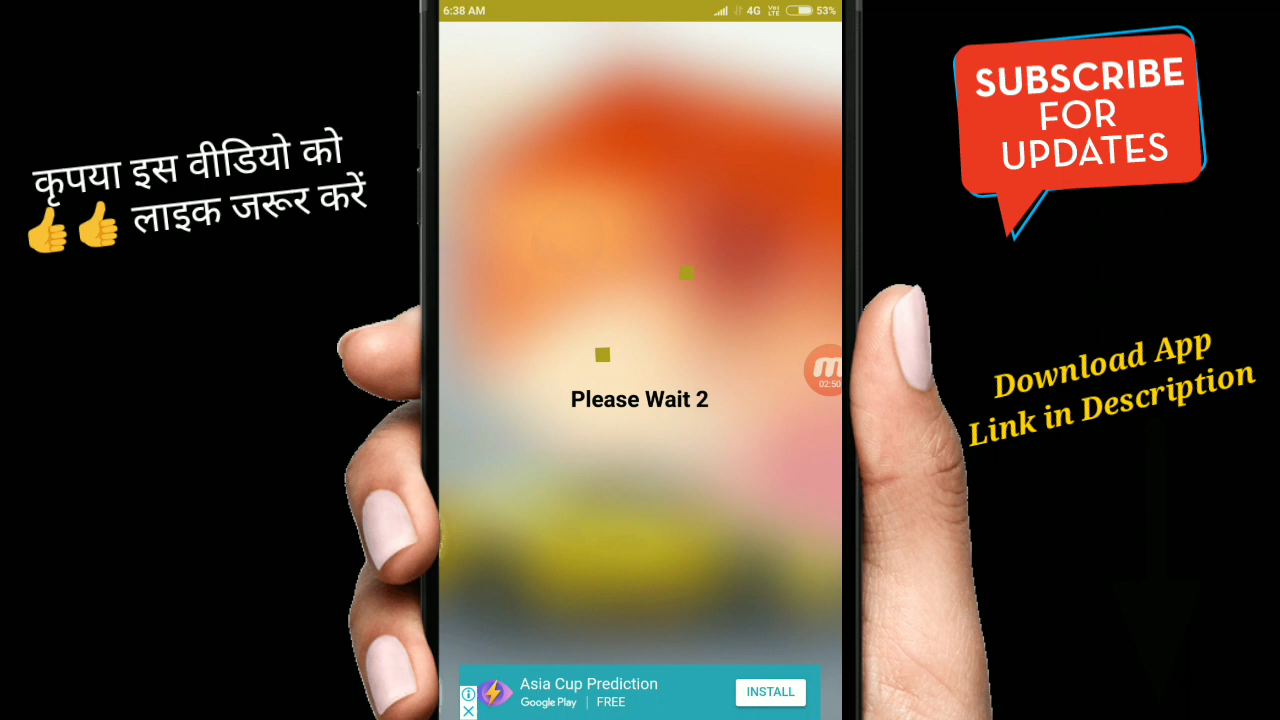 6:38 AM
4G
VoLTE
53%
SUBSCRIBE
FOR
UPDATES
कृपया इस वीडियो को
👍👍 लाइक जरूर करें
Download App
Link in Description
m
02:50
Please Wait 2
Asia Cup Prediction
Google Play | FREE
INSTALL